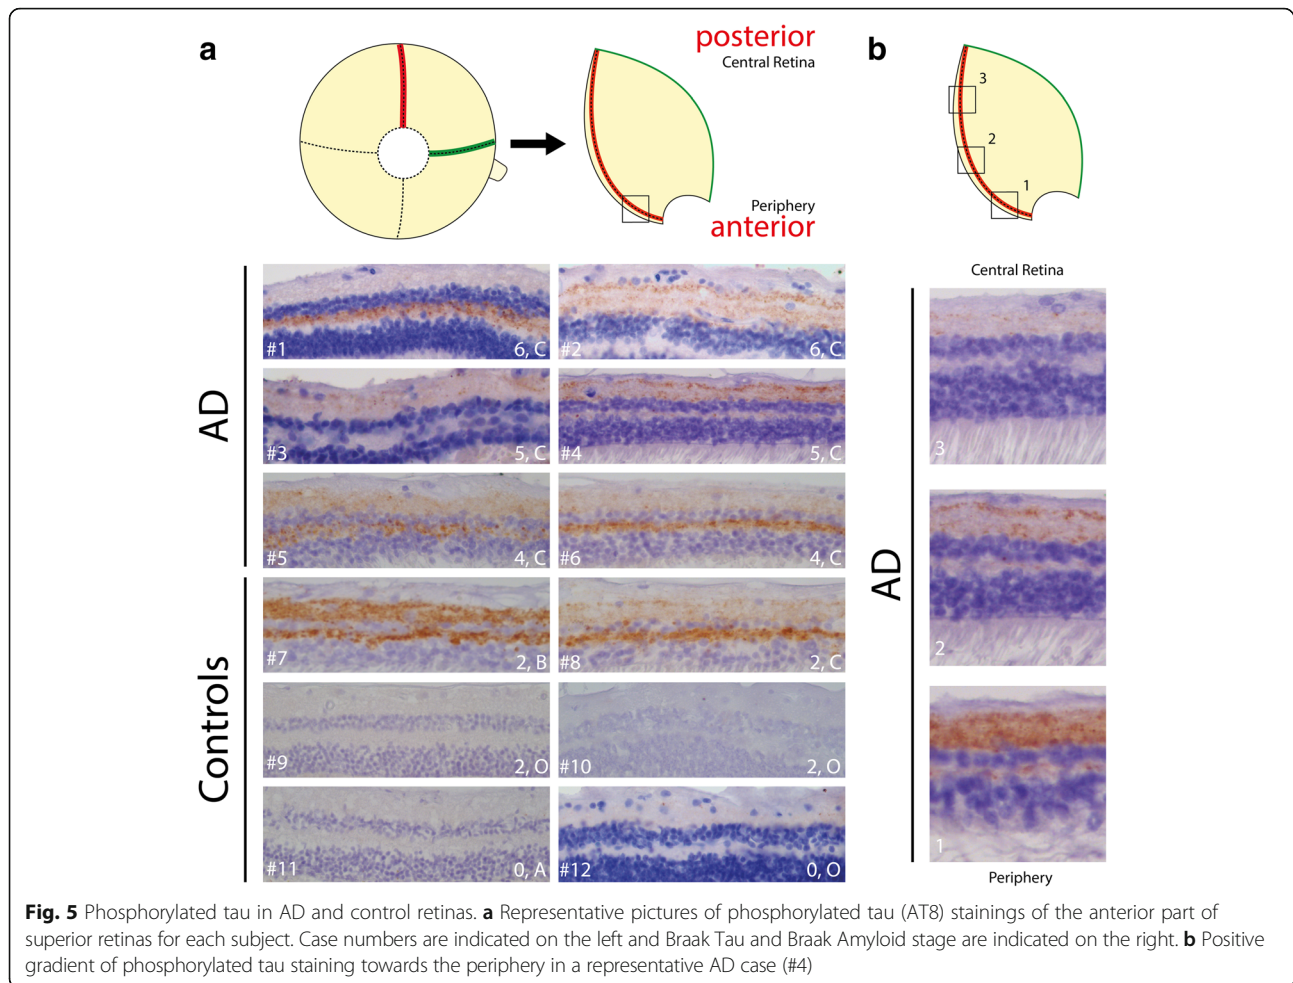 a
posterior
Central Retina
Periphery
anterior
b
3
2
1
AD
#1 6, C
#2 6, C
#3 5, C
#4 5, C
#5 4, C
#6 4, C
Controls
#7 2, B
#8 2, C
#9 2, O
#10 2, O
#11 0, A
#12 0, O
Central Retina
AD
3
2
1
Periphery
Fig. 5 Phosphorylated tau in AD and control retinas. a Representative pictures of phosphorylated tau (AT8) stainings of the anterior part of
superior retinas for each subject. Case numbers are indicated on the left and Braak Tau and Braak Amyloid stage are indicated on the right. b Positive
gradient of phosphorylated tau staining towards the periphery in a representative AD case (#4)